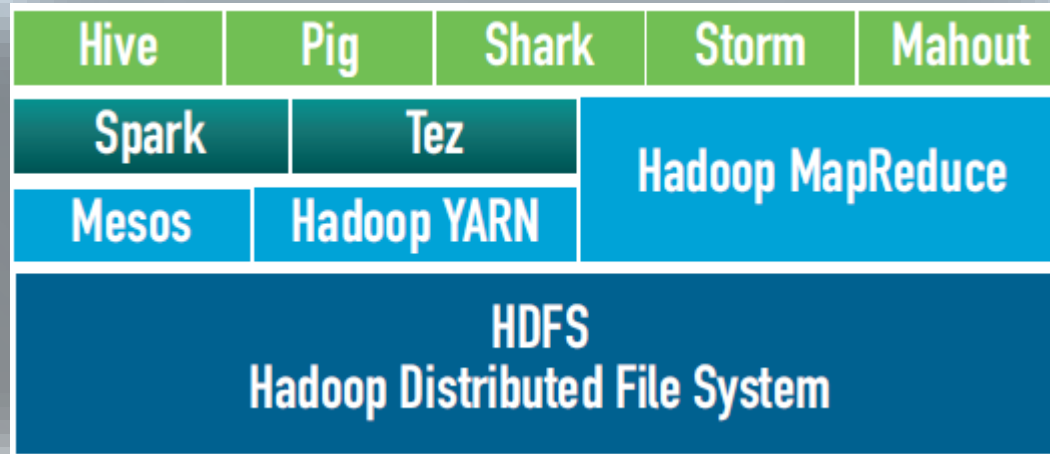 Hive Pig Shark Storm Mahout
Spark Tez
Hadoop MapReduce
Mesos Hadoop YARN
HDFS
Hadoop Distributed File System